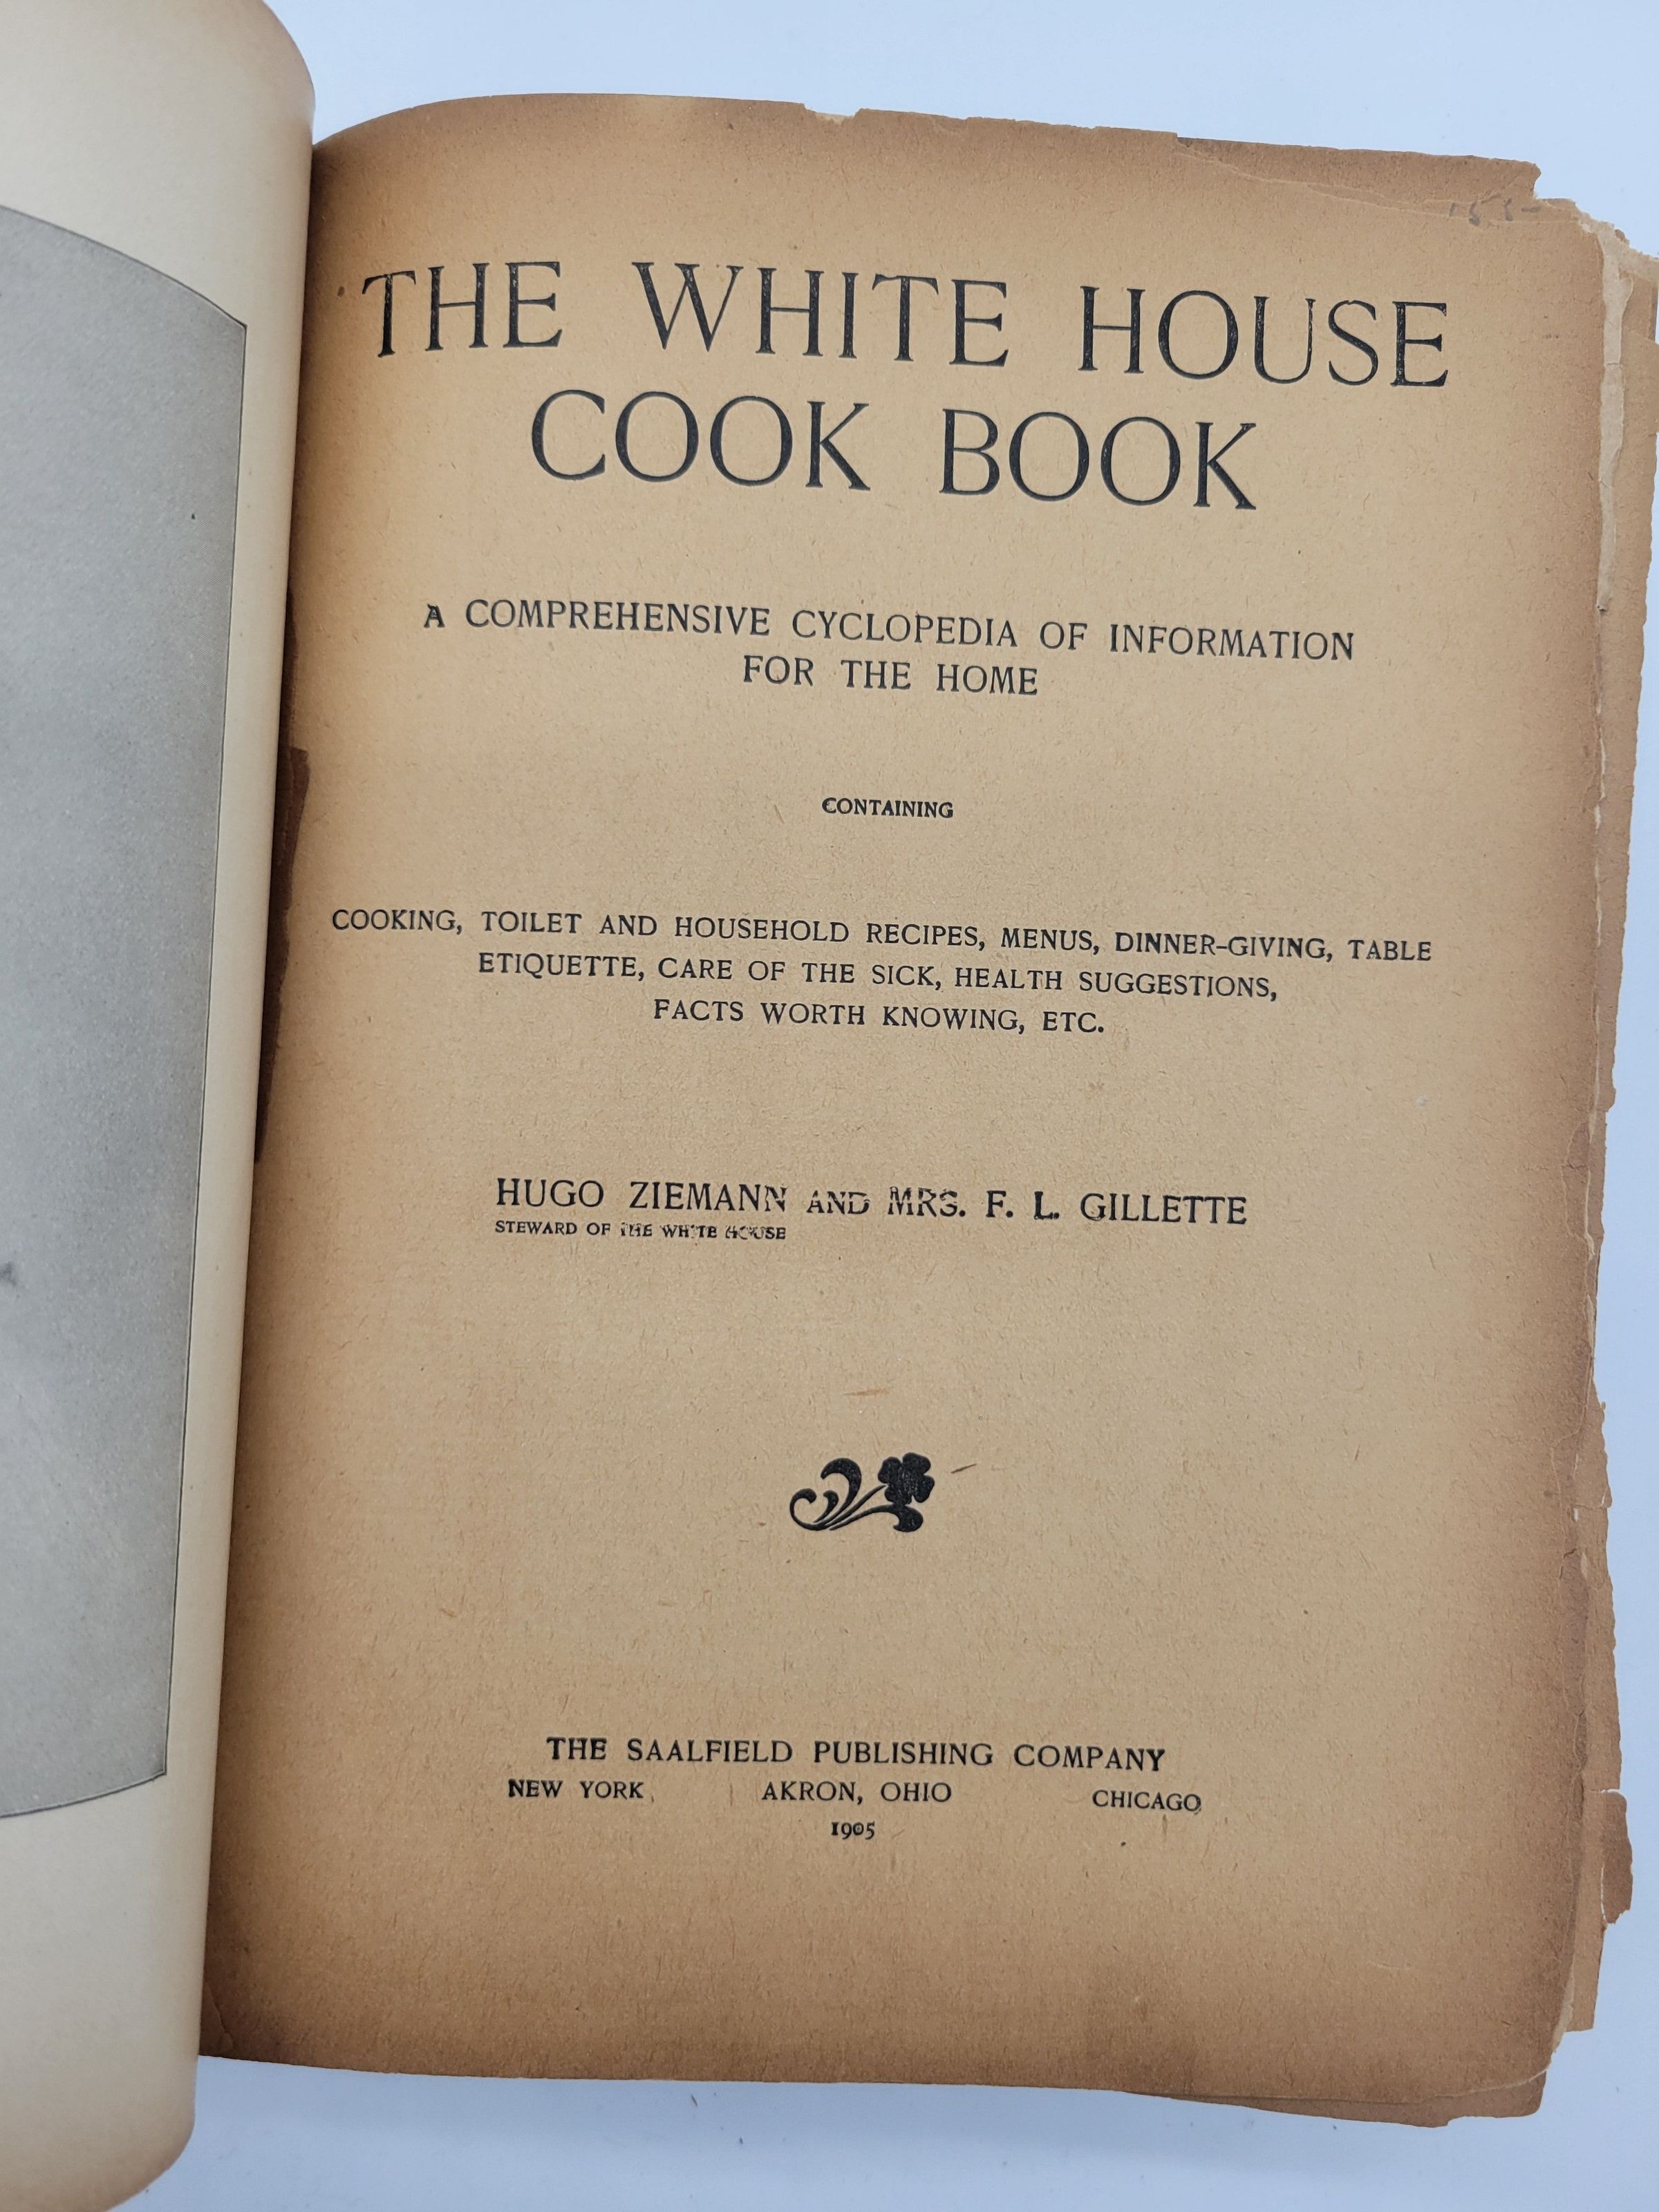 THE WHITE HOUSE
COOK BOOK
A COMPREHENSIVE CYCLOPEDIA OF INFORMATION
FOR THE HOME
CONTAINING
COOKING, TOILET AND HOUSEHOLD RECIPES, MENUS, DINNER-GIVING, TABLE
ETIQUETTE, CARE OF THE SICK, HEALTH SUGGESTIONS,
FACTS WORTH KNOWING, ETC.
HUGO ZIEMANN AND MRS. F. L. GILLETTE
STEWARD OF THE WHITE HOUSE
THE SAALFIELD PUBLISHING COMPANY
NEW YORK AKRON, OHIO CHICAGO
1905